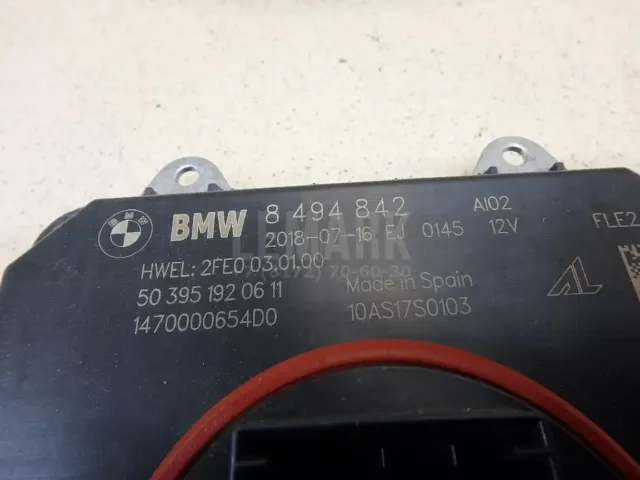 BMW 8 494 842 AI02
2018-07-16 EJ 0145 12V FLE2
HWEL: 2FE0.03.01.00
50 395 192 06 11 Made in Spain
1470000654D0 10AS17S0103
AL